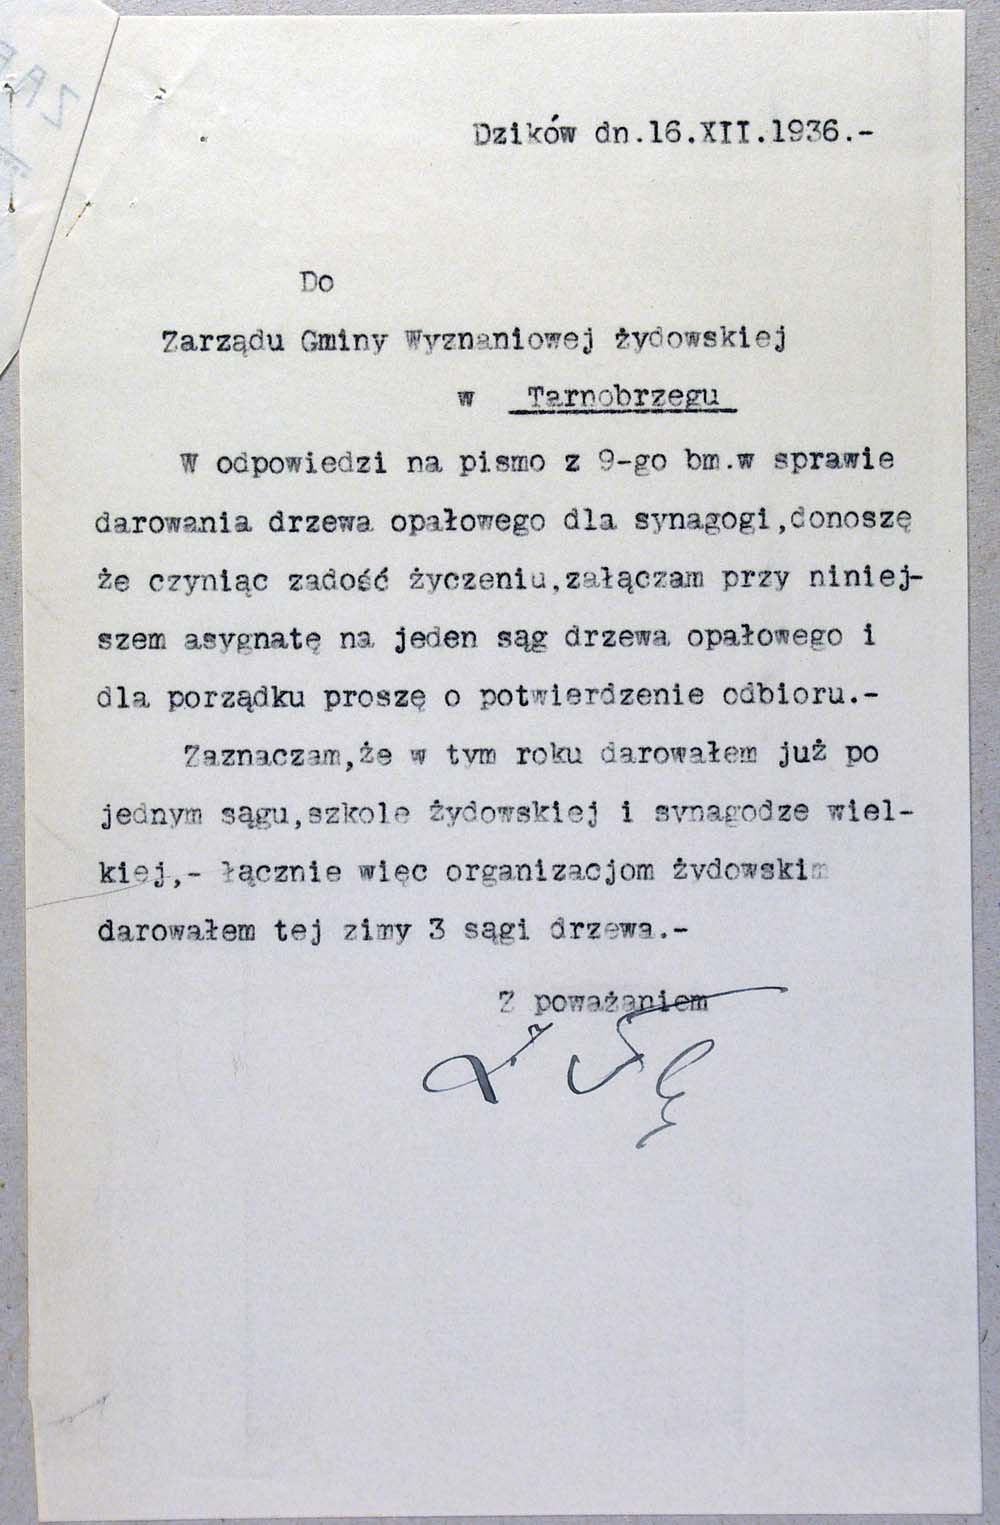 Dzików dn.16.XII.1936.-
Do
Zarządu Gminy Wyznaniowej żydowskiej
w Tarnobrzegu
W odpowiedzi na pismo z 9-go bm.w sprawie
darowania drzewa opałowego dla synagogi,donoszę
że czyniąc zadość życzeniu,załączam przy niniej-
szem asygnatę na jeden sąg drzewa opałowego i
dla porządku proszę o potwierdzenie odbioru.-
Zaznaczam,że w tym roku darowałem już po
jednym sągu,szkole żydowskiej i synagodze wiel-
kiej,- łącznie więc organizacjom żydowskim
darowałem tej zimy 3 sągi drzewa.-
Z poważaniem